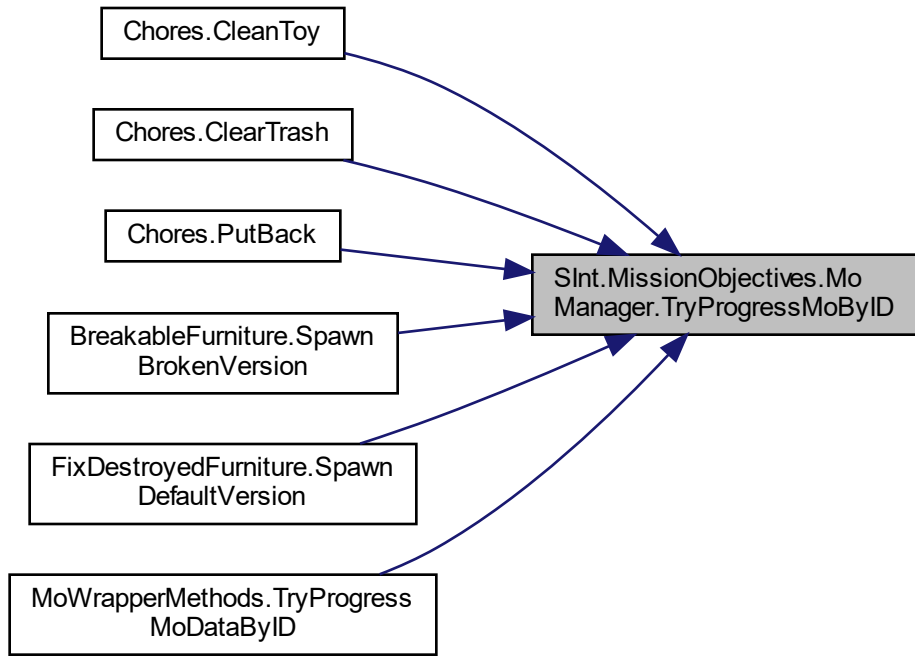 Chores.CleanToy
Chores.ClearTrash
Chores.PutBack
BreakableFurniture.Spawn
BrokenVersion
FixDestroyedFurniture.Spawn
DefaultVersion
MoWrapperMethods.TryProgress
MoDataByID
SInt.MissionObjectives.Mo
Manager.TryProgressMoByID